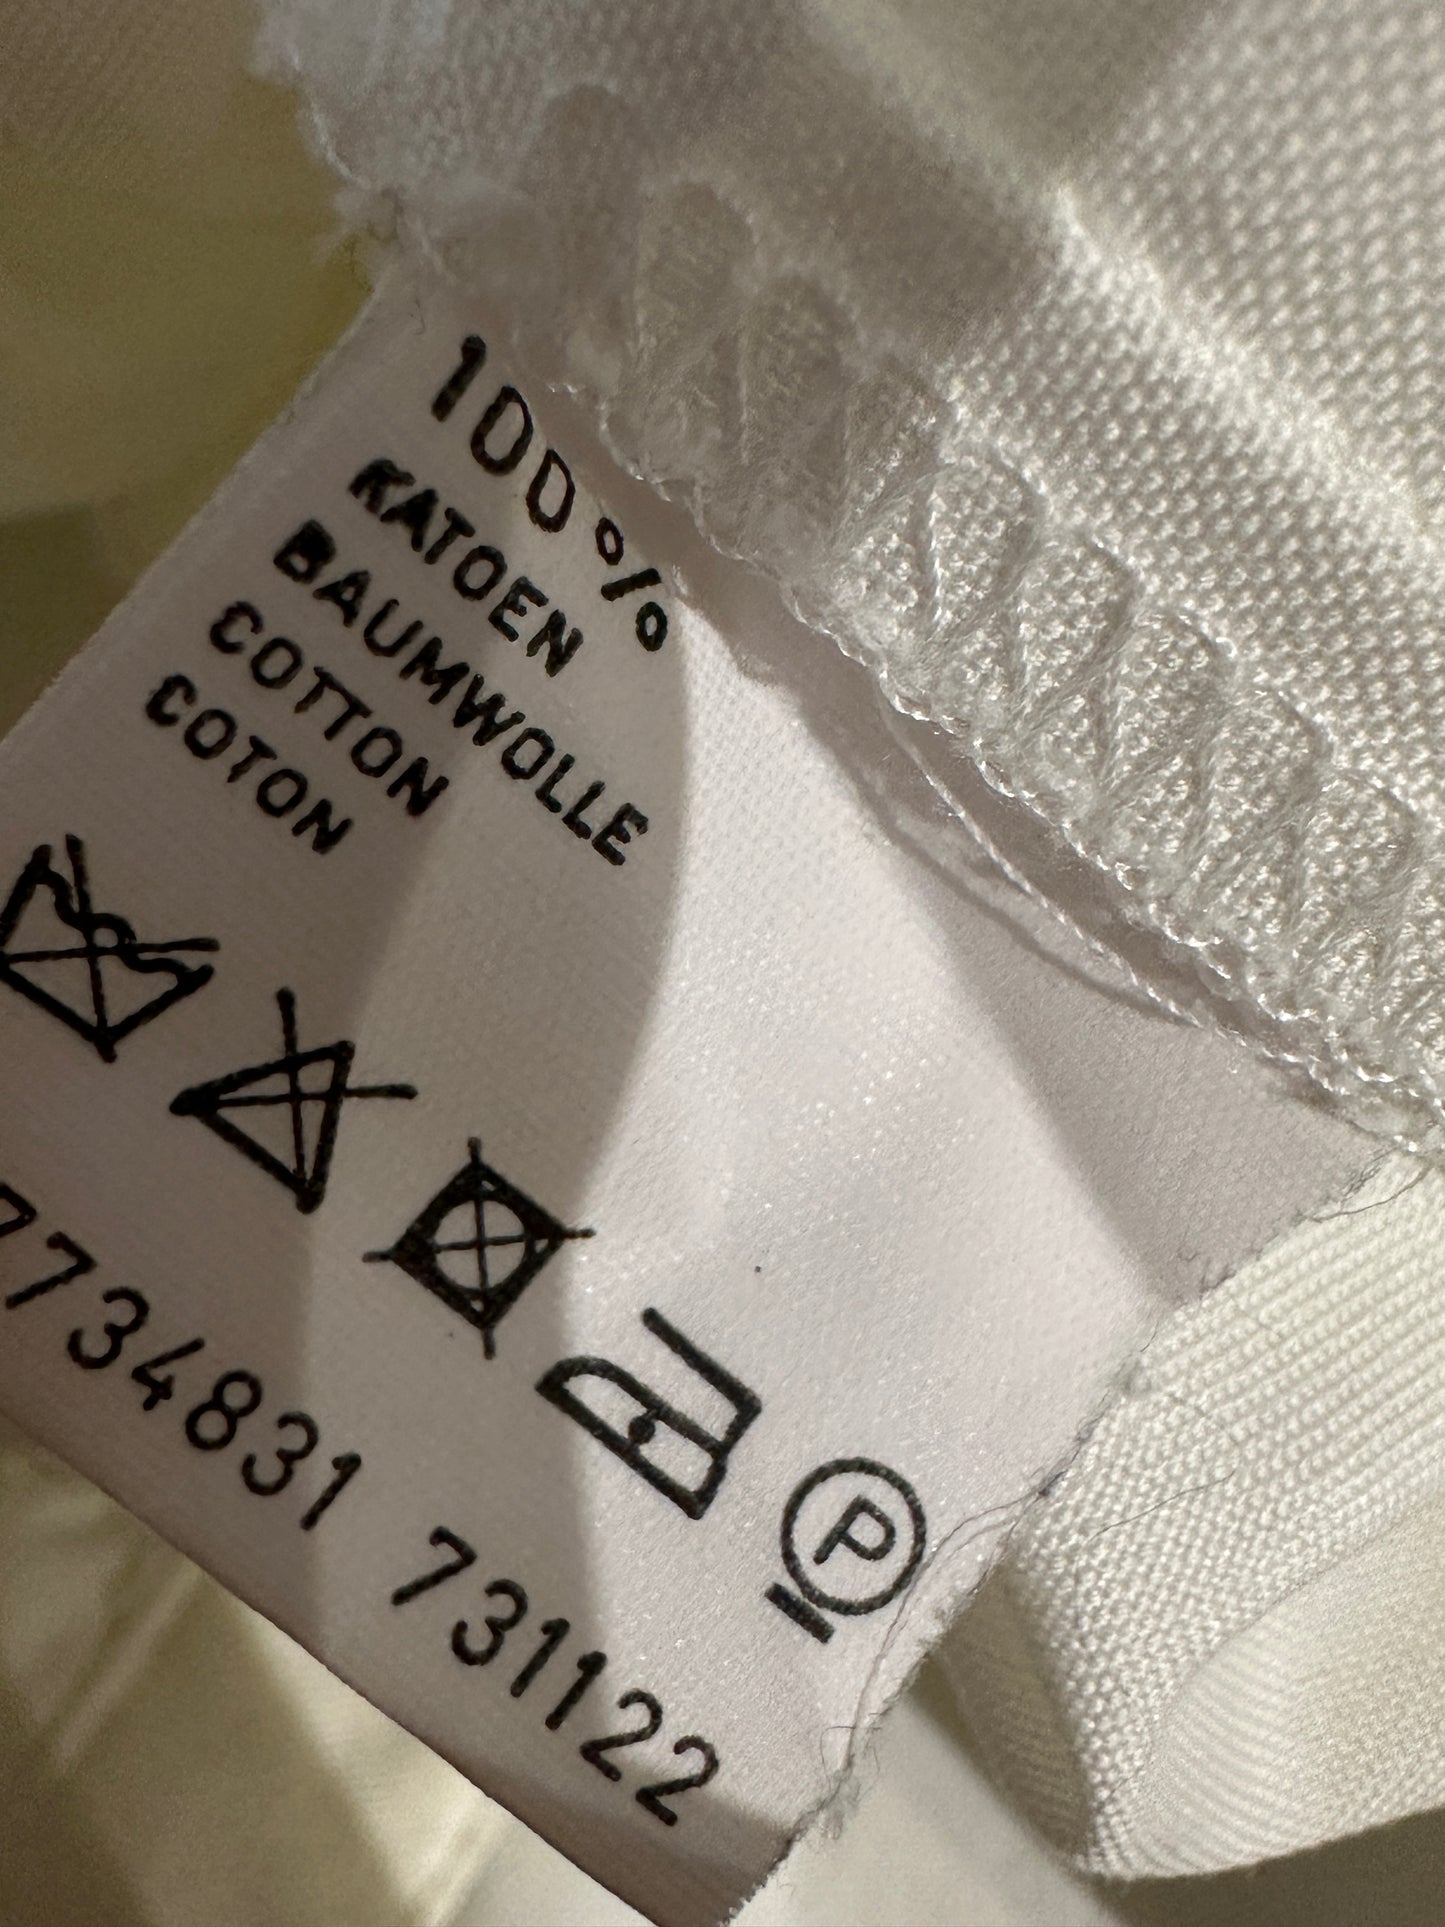 100%
KATOEN
BAUMWOLLE
COTTON
COTON
P
7734831 731122